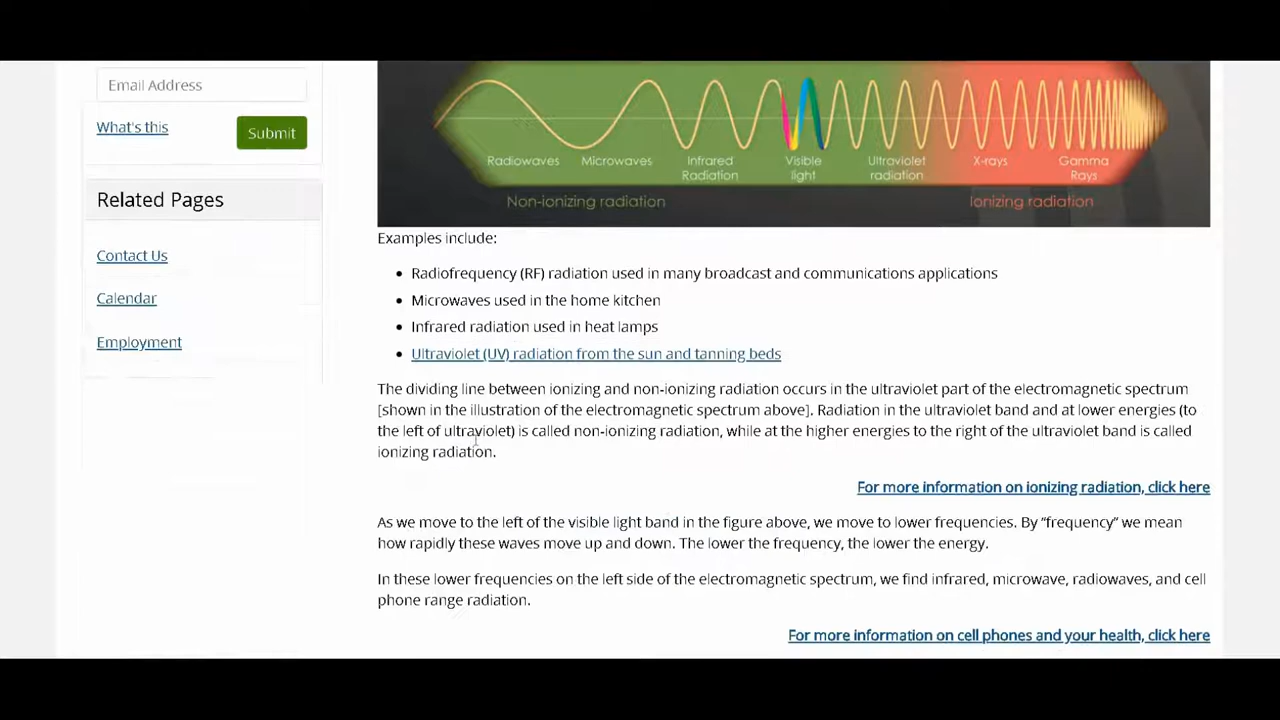 Email Address
What's this
Submit
Related Pages
Contact Us
Calendar
Employment
Radiowaves
Microwaves
Infrared
Radiation
Visible
light
Ultraviolet
radiation
X-rays
Gamma
Rays
Non-ionizing radiation
Ionizing radiation
Examples include:
• Radiofrequency (RF) radiation used in many broadcast and communications applications
• Microwaves used in the home kitchen
• Infrared radiation used in heat lamps
• Ultraviolet (UV) radiation from the sun and tanning beds
The dividing line between ionizing and non-ionizing radiation occurs in the ultraviolet part of the electromagnetic spectrum
[shown in the illustration of the electromagnetic spectrum above]. Radiation in the ultraviolet band and at lower energies (to
the left of ultraviolet) is called non-ionizing radiation, while at the higher energies to the right of the ultraviolet band is called
ionizing radiation.
For more information on ionizing radiation, click here
As we move to the left of the visible light band in the figure above, we move to lower frequencies. By “frequency” we mean
how rapidly these waves move up and down. The lower the frequency, the lower the energy.
In these lower frequencies on the left side of the electromagnetic spectrum, we find infrared, microwave, radiowaves, and cell
phone range radiation.
For more information on cell phones and your health, click here